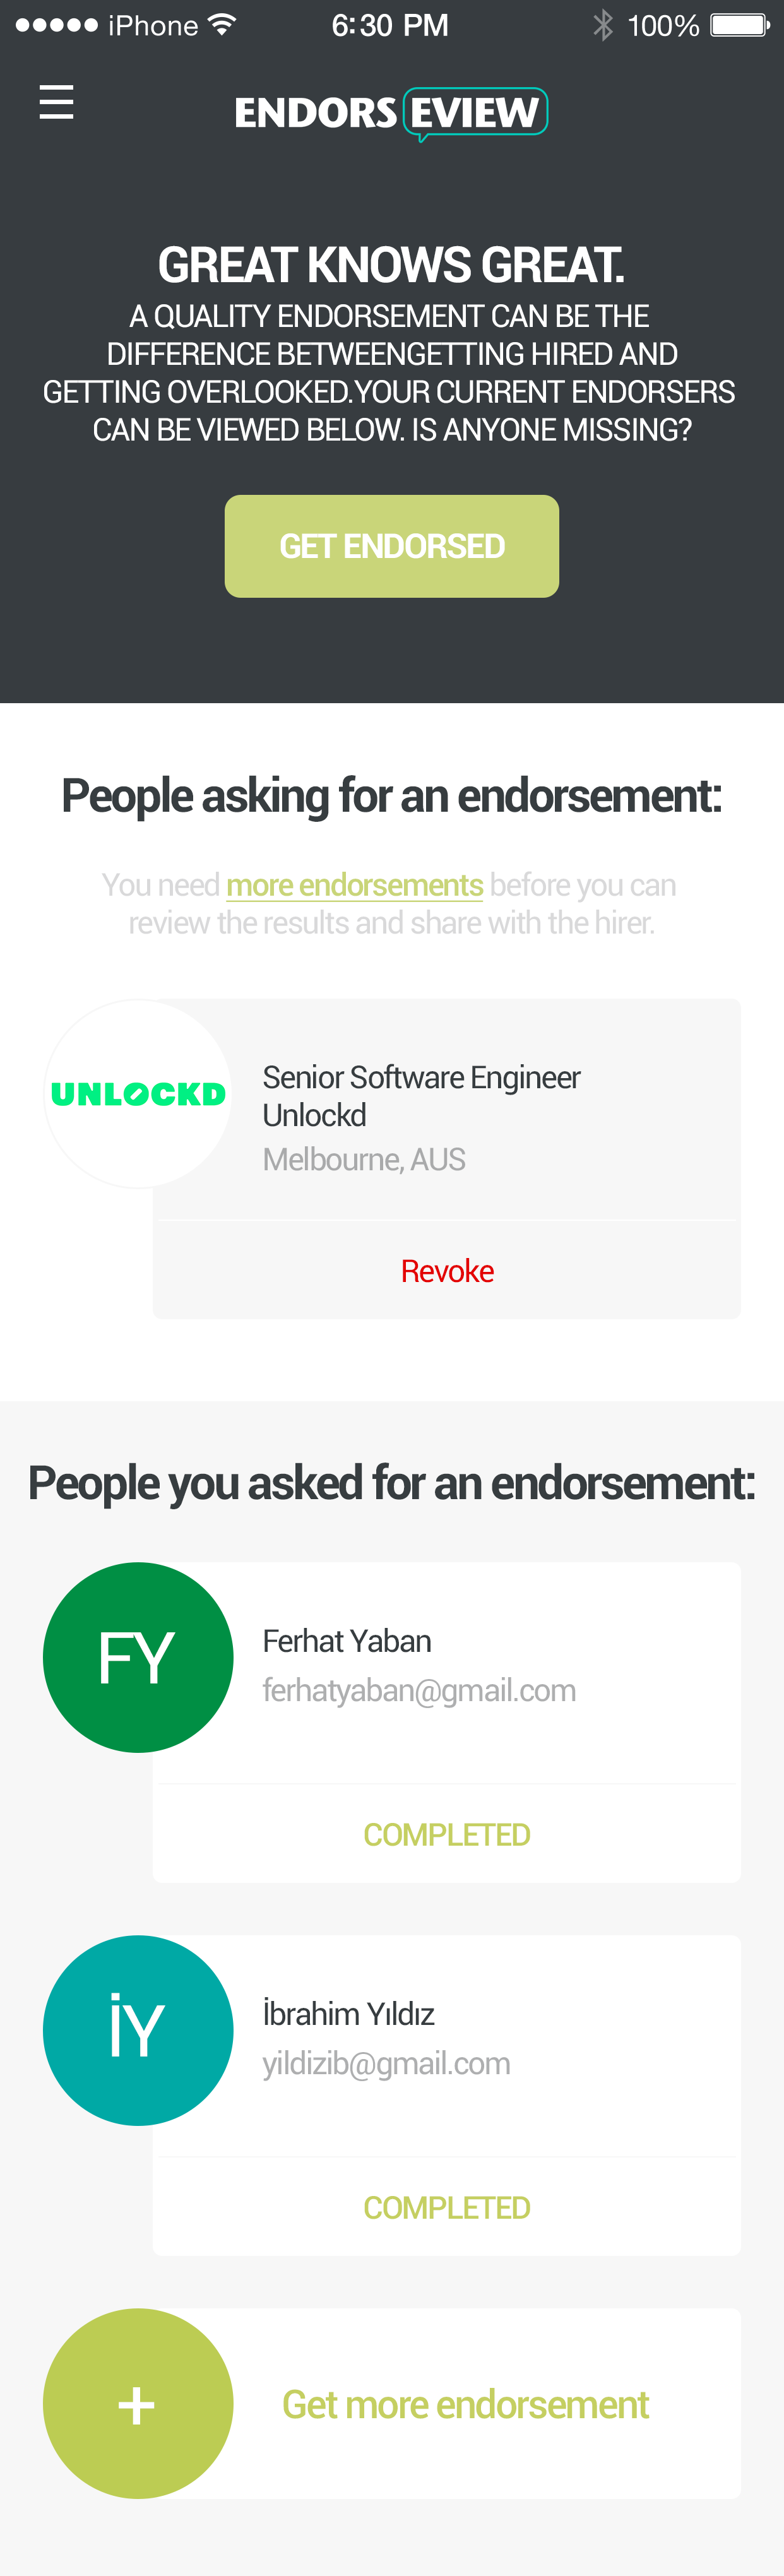 iPhone 6:30 PM 100%
ENDORSEVIEW
GREAT KNOWS GREAT.
A QUALITY ENDORSEMENT CAN BE THE
DIFFERENCE BETWEENGETTING HIRED AND
GETTING OVERLOOKED.YOUR CURRENT ENDORSERS
CAN BE VIEWED BELOW. IS ANYONE MISSING?
GET ENDORSED
People asking for an endorsement:
You need more endorsements before you can
review the results and share with the hirer.
UNLOCKD
Senior Software Engineer
Unlockd
Melbourne, AUS
Revoke
People you asked for an endorsement:
FY
Ferhat Yaban
ferhatyaban@gmail.com
COMPLETED
İY
İbrahim Yıldız
yildizib@gmail.com
COMPLETED
+
Get more endorsement